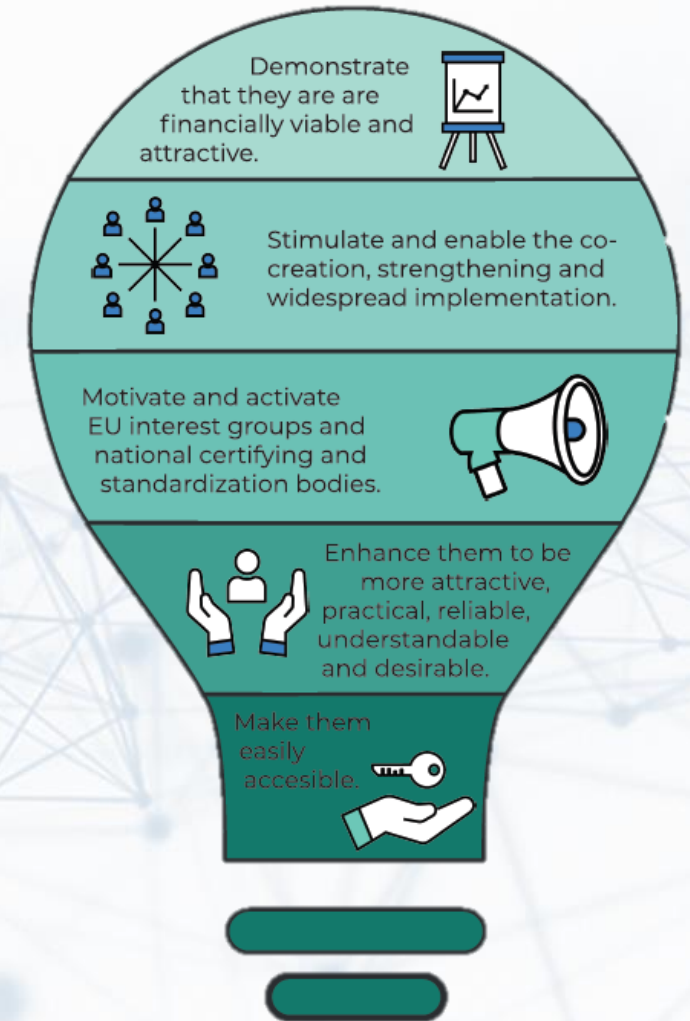 Demonstrate
that they are are
financially viable and
attractive.
Stimulate and enable the co-
creation, strengthening and
widespread implementation.
Motivate and activate
EU interest groups and
national certifying and
standardization bodies.
Enhance them to be
more attractive,
practical, reliable,
understandable
and desirable.
Make them
easily
accesible.